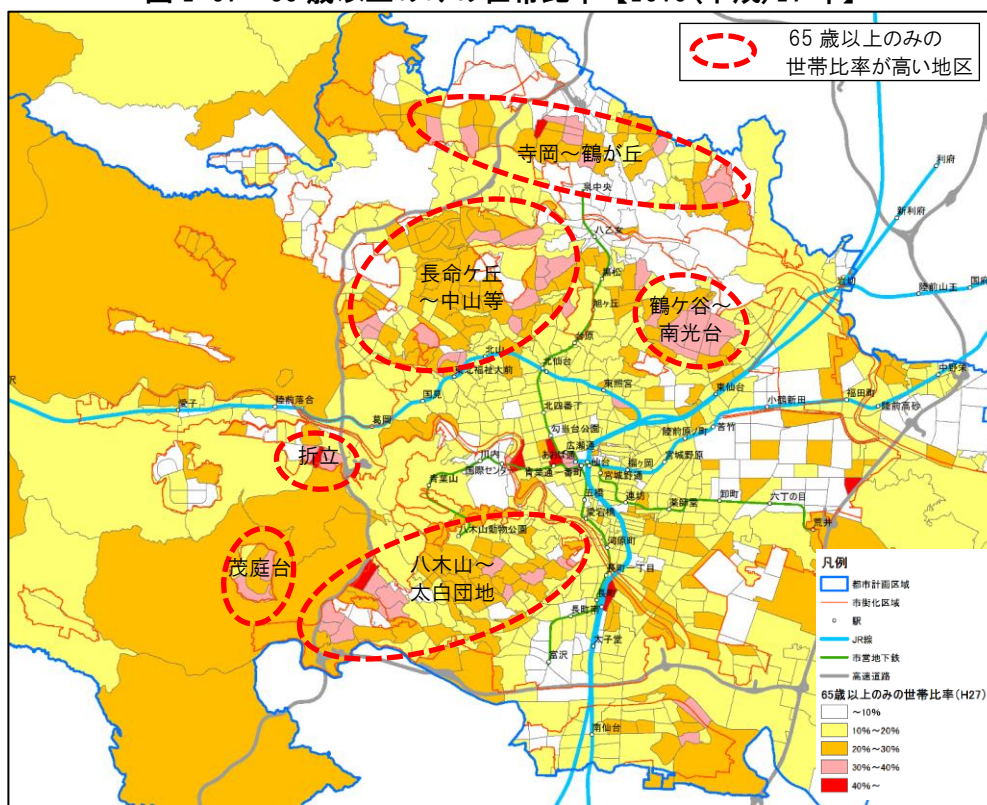 65 歳以上のみの
世帯比率が高い地区
寺岡～鶴が丘
利府
泉中央
新利府
八乙女
長命ケ丘
～中山等
黒松
岩切
陸前山王
国府
旭ヶ丘
鶴ケ谷～
南光台
台原
北山
東北福祉大前
北仙台
中野栄
国見
東照宮
東仙台
福田町
愛子
陸前落合
北四番丁
小鶴新田
陸前高砂
葛岡
勾当台公園
苦竹
陸前原ノ町
広瀬通
折立
川内
あおば通
仙台
榴ヶ岡
宮城野原
国際センター
青葉通一番町
宮城野通
青葉山
五橋
連坊
薬師堂
卸町
六丁の目
愛宕橋
荒井
八木山動物公園
河原町
茂庭台
八木山～
太白団地
長町一丁目
長町
長町南
太子堂
富沢
南仙台
凡例
都市計画区域
市街化区域
駅
JR線
市営地下鉄
高速道路
65歳以上のみの世帯比率(H27)
～10%
10%～20%
20%～30%
30%～40%
40%～